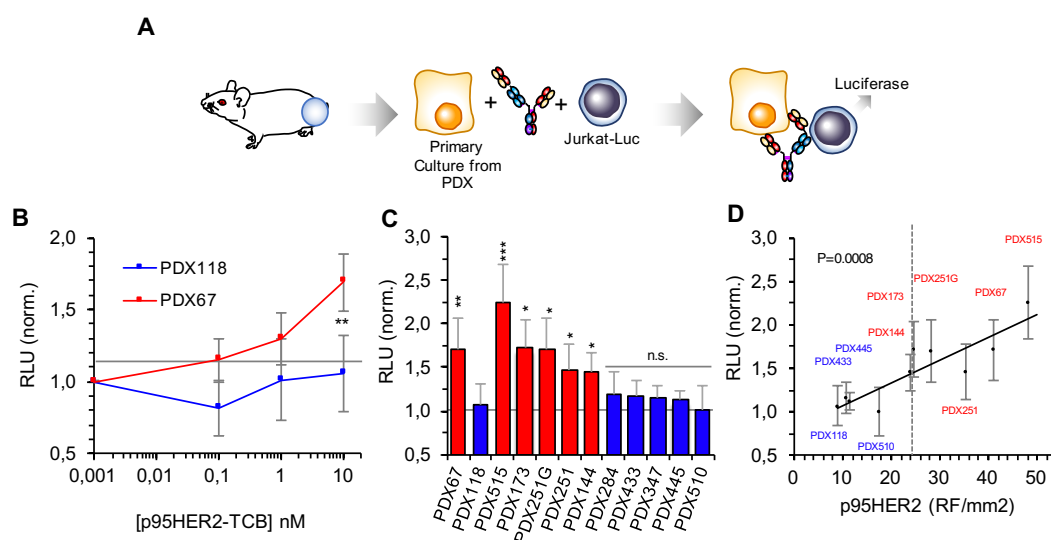 A
Luciferase
+
+
Primary
Culture from
PDX
Jurkat-Luc
B
2,0
1,5
1,0
0,5
RLU (norm.)
PDX118
PDX67
**
0,001
0,1
1
10
[p95HER2-TCB] nM
C
3,0
2,5
2,0
1,5
1,0
0,5
RLU (norm.)
**
***
*
*
*
*
n.s.
PDX67
PDX118
PDX515
PDX173
PDX251G
PDX251
PDX144
PDX284
PDX433
PDX347
PDX445
PDX510
D
3,0
2,5
2,0
1,5
1,0
0,5
RLU (norm.)
P=0.0008
PDX515
PDX251G
PDX173
PDX67
PDX144
PDX445
PDX433
PDX251
PDX118
PDX510
0
10
20
30
40
50
p95HER2 (RF/mm2)